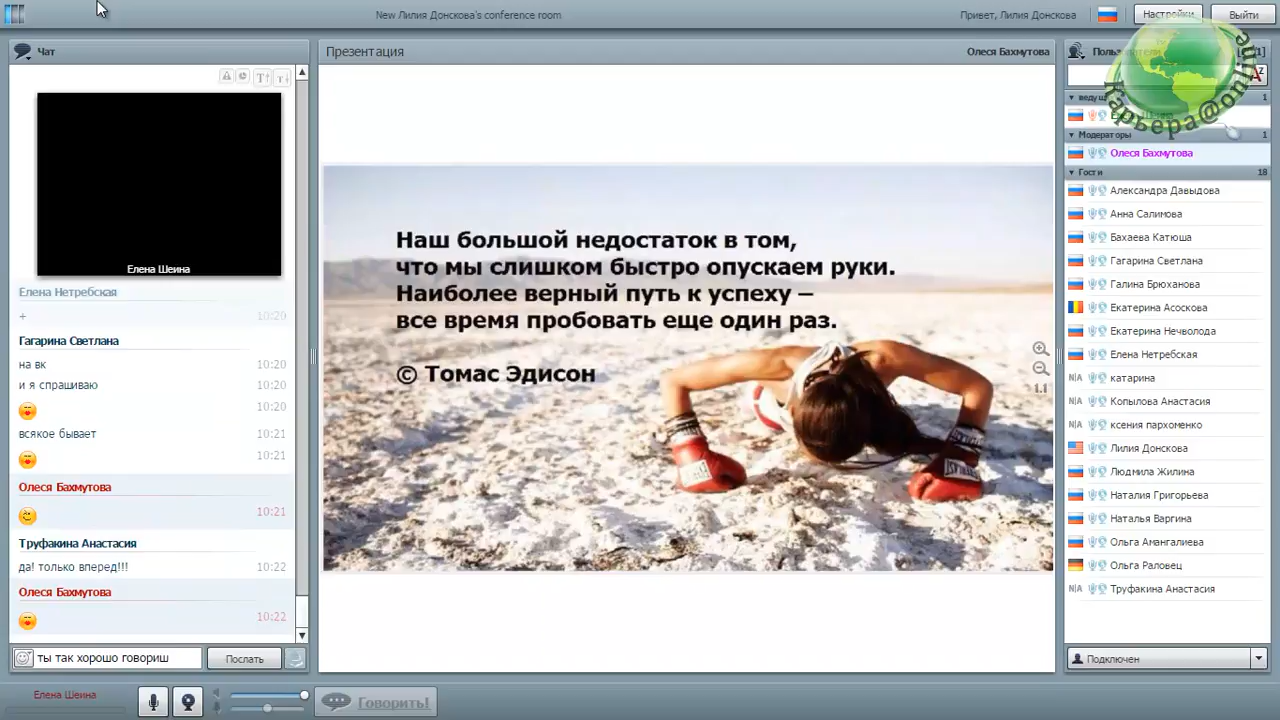 New Лилия Донскова's conference room
Привет, Лилия Донскова
Настройки
Выйти
Чат
Елена Шеина
Елена Нетребская
+
10:20
Гагарина Светлана
на вк
10:20
и я спрашиваю
10:20
10:20
всякое бывает
10:21
10:21
Олеся Бахмутова
10:21
Труфакина Анастасия
да! только вперед!!!
10:22
Олеся Бахмутова
10:22
ты так хорошо говориш
Послать
Елена Шеина
Говорить!
Презентация
Олеся Бахмутова
Наш большой недостаток в том,
что мы слишком быстро опускаем руки.
Наиболее верный путь к успеху –
все время пробовать еще один раз.
© Томас Эдисон
1:1
Карьера@online
1
Модераторы
1
Олеся Бахмутова
Гости
18
Александра Давыдова
Анна Салимова
Бахаева Катюша
Гагарина Светлана
Галина Брюханова
Екатерина Асоскова
Екатерина Нечволода
Елена Нетребская
N/A катарина
N/A Копылова Анастасия
N/A ксения пархоменко
Лилия Донскова
Людмила Жилина
Наталия Григорьева
Наталья Варгина
Ольга Амангалиева
Ольга Раловец
N/A Труфакина Анастасия
Подключен